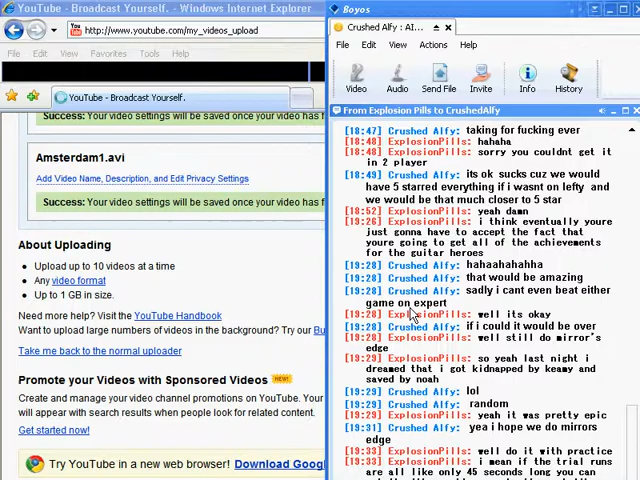 YouTube - Broadcast Yourself. - Windows Internet Explorer
http://www.youtube.com/my_videos_upload
File Edit View Favorites Tools Help
YouTube - Broadcast Yourself.
Success: Your video settings will be saved once your video has
Amsterdam1.avi
Add Video Name, Description, and Edit Privacy Settings
Success: Your video settings will be saved once your video has
About Uploading
Upload up to 10 videos at a time
Any video format
Up to 1 GB in size.
Need more help? Visit the YouTube Handbook
Want to upload large numbers of videos to YouTube? Try our Bu
Take me back to the normal uploader
Promote your Videos with Sponsored Videos NEW!
Create and manage your video channel promotions on YouTube. Your
will appear with search results when people look for related content.
Get started now!
Try YouTube in a new web browser! Download Goog
Boyos
Crushed Alfy: AI...
File Edit View Actions Help
Video Audio Send File Invite Info History
From Explosion Pills to CrushedAlfy
[18:47] Crushed Alfy: taking for fucking ever
[18:48] ExplosionPills: hahaha
[18:48] ExplosionPills: sorry you couldnt get it
in 2 player
[18:49] Crushed Alfy: its ok sucks cuz we would
have 5 starred everything if i wasnt on lefty and
we would be that much closer to 5 star
[18:52] ExplosionPills: yeah damn
[19:26] ExplosionPills: i think eventually youre
just gonna have to accept the fact that
youre going to get all of the achievements
for the guitar heroes
[19:28] Crushed Alfy: hahaahahahha
[19:28] Crushed Alfy: that would be amazing
[19:28] Crushed Alfy: sadly i cant even beat either
game on expert
[19:28] ExplosionPills: well its okay
[19:28] Crushed Alfy: if i could it would be over
[19:28] ExplosionPills: well still do mirror's
edge
[19:29] ExplosionPills: so yeah last night i
dreamed that i got kidnapped by keamy and
saved by noah
[19:29] Crushed Alfy: lol
[19:29] Crushed Alfy: random
[19:29] ExplosionPills: yeah it was pretty epic
[19:31] Crushed Alfy: yea i hope we do mirrors
edge
[19:33] ExplosionPills: well do it with practice
[19:33] ExplosionPills: i mean if the trial runs
are all like only 45 seconds long you can